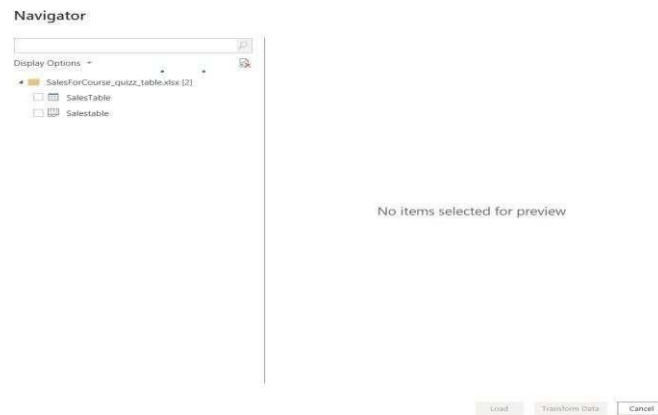 Navigator
Display Options
SalesForCourse_quizz_table.xlsx [2]
SalesTable
Salestable
No items selected for preview
Load Transform Data Cancel